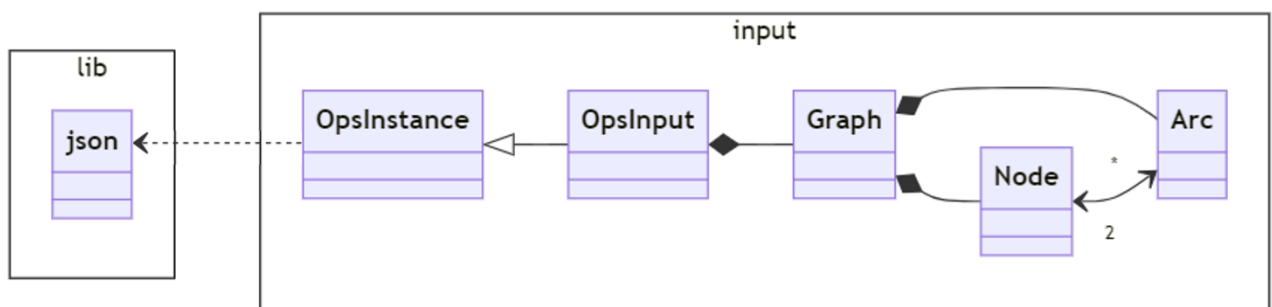 lib
json
input
OpsInstance
OpsInput
Graph
Node
Arc
*
2